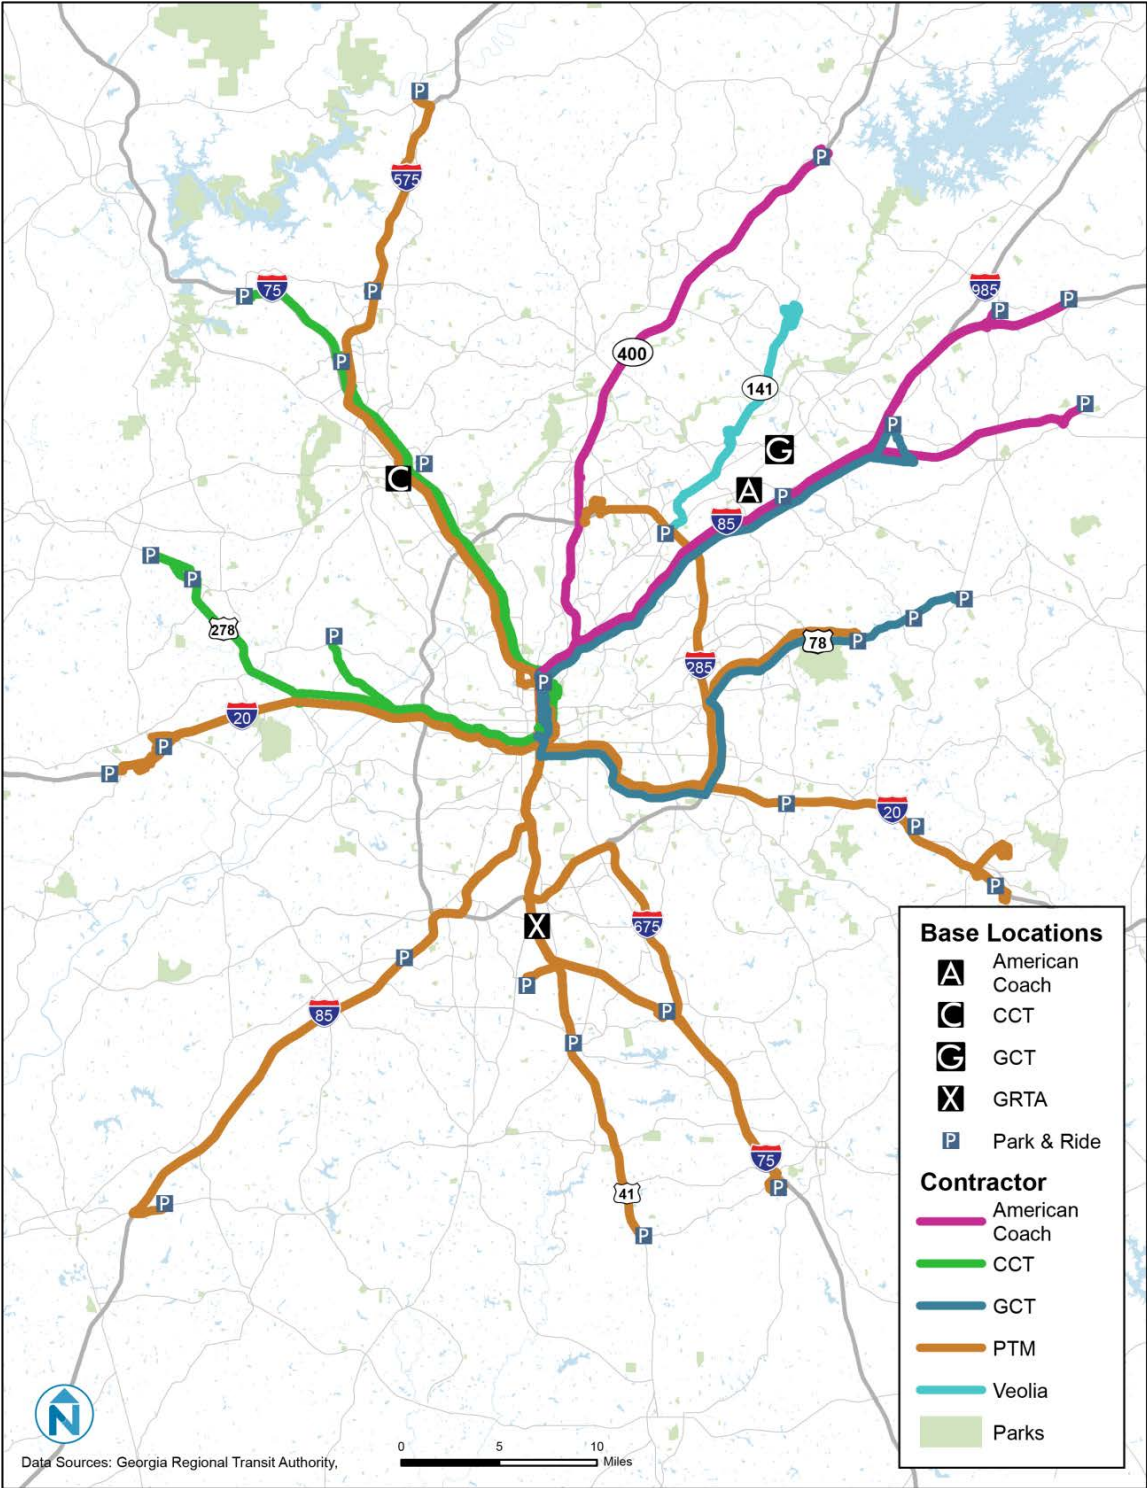 P
575
P
75
P
P
985
P
P
P
400
P
141
P
P
G
P
C
A
P
85
P
P
P
278
P
P
P
78
P
285
P
20
P
P
P
20
P
P
675
X
P
P
85
P
P
75
P
P
41
P
Base Locations
A American
Coach
C CCT
G GCT
X GRTA
P Park & Ride
Contractor
American
Coach
CCT
GCT
PTM
Veolia
Parks
N
0 5 10
Miles
Data Sources: Georgia Regional Transit Authority,